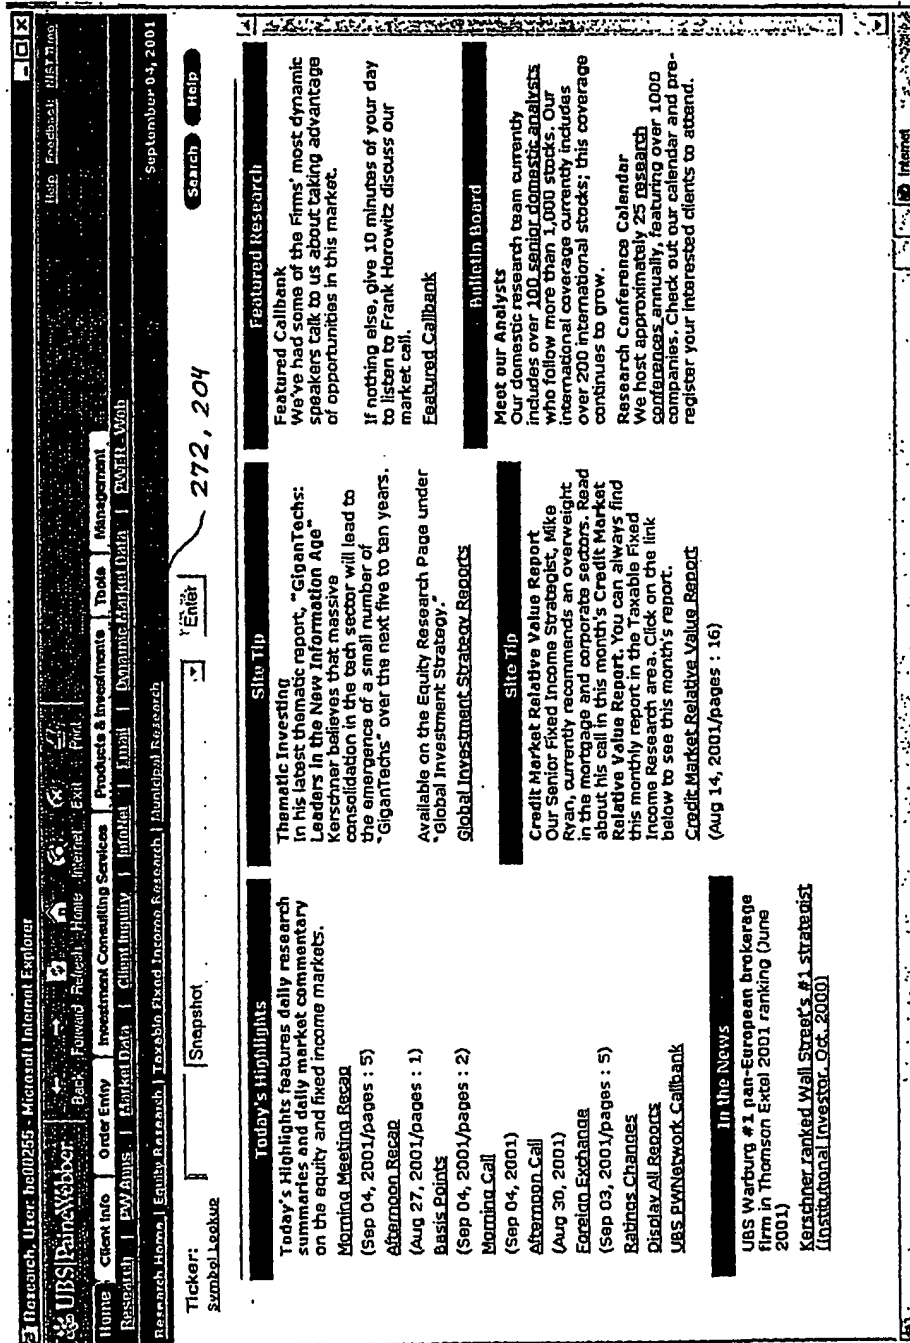 Research, User: hc00255 - Microsoft Internet Explorer
UBS PaineWebber
Back Forward Refresh Home Internet Exit Print
Help Feedback
Home Client Info Order Entry Investment Consulting Services Products & Investments Tools Management
Research | PW Apps | Market Data | Client Inquiry | InfoNet | Email | Dynamic Market Data | PWER-Web
Research Home | Equity Research | Taxable Fixed Income Research | Municipal Research
September 04, 2001
272, 204
Ticker:
Snapshot
Enter
Search
Help
Symbol Lookup
Today's Highlights
Today's Highlights features daily research
summaries and daily market commentary
on the equity and fixed income markets.
Morning Meeting Recap
(Sep 04, 2001/pages : 5)
Afternoon Recap
(Aug 27, 2001/pages : 1)
Basis Points
(Sep 04, 2001/pages : 2)
Morning Call
(Sep 04, 2001)
Afternoon Call
(Aug 30, 2001)
Foreign Exchange
(Sep 03, 2001/pages : 5)
Ratings Changes
Display All Reports
UBS PWNetwork Callbank
In the News
UBS Warburg #1 pan-European brokerage
firm in Thomson Extel 2001 ranking (June
2001)
Kerschner ranked Wall Street's #1 strategist
(Institutional Investor, Oct. 2000)
Site Tip
Thematic Investing
In his latest thematic report, "GiganTechs:
Leaders in the New Information Age"
Kerschner believes that massive
consolidation in the tech sector will lead to
the emergence of a small number of
"GiganTechs" over the next five to ten years.
Available on the Equity Research Page under
"Global Investment Strategy."
Global Investment Strategy Reports
Site Tip
Credit Market Relative Value Report
Our Senior Fixed Income Strategist, Mike
Ryan, currently recommends an overweight
in the mortgage and corporate sectors. Read
about his call in this month's Credit Market
Relative Value Report. You can always find
this monthly report in the Taxable Fixed
Income Research area. Click on the link
below to see this month's report.
Credit Market Relative Value Report
(Aug 14, 2001/pages : 16)
Featured Research
Featured Callbank
We've had some of the Firms' most dynamic
speakers talk to us about taking advantage
of opportunities in this market.
If nothing else, give 10 minutes of your day
to listen to Frank Horowitz discuss our
market call.
Featured Callbank
Bulletin Board
Meet our Analysts
Our domestic research team currently
includes over 100 senior domestic analysts
who follow more than 1,000 stocks. Our
international coverage currently includes
over 200 international stocks; this coverage
continues to grow.
Research Conference Calendar
We host approximately 25 research
conferences annually, featuring over 1000
companies. Check out our calendar and pre-
register your interested clients to attend.
Internet